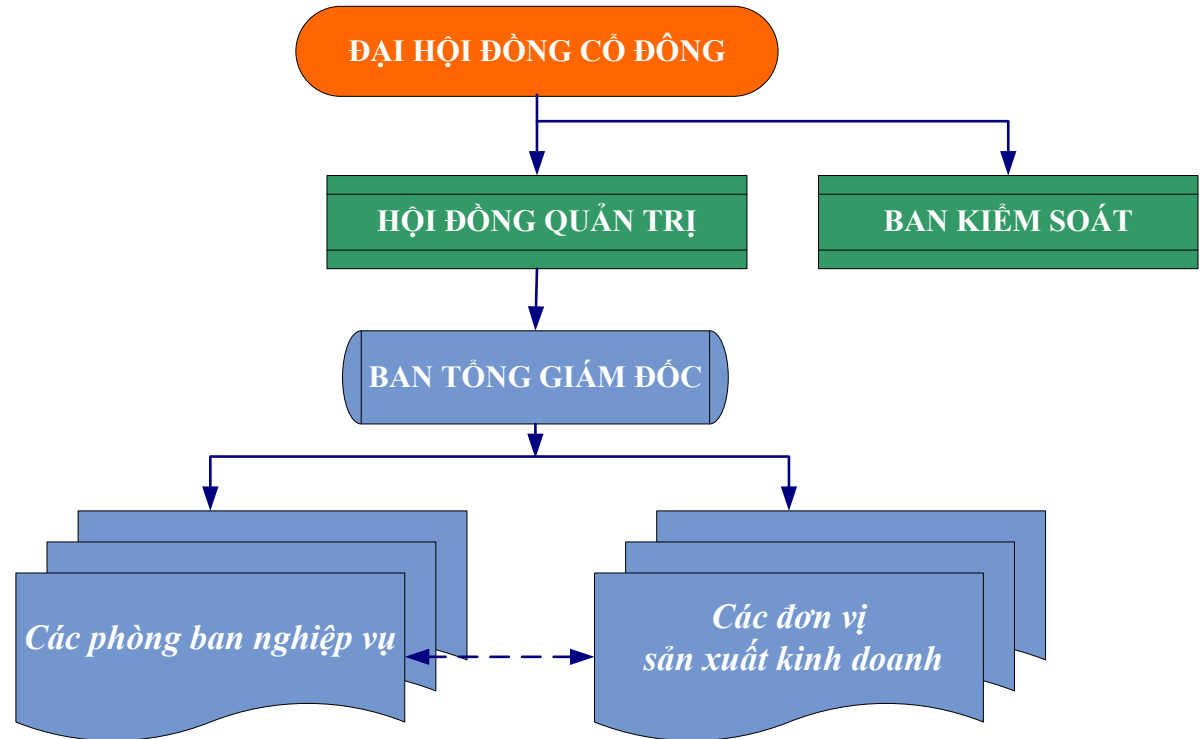 ĐẠI HỘI ĐỒNG CỔ ĐÔNG
HỘI ĐỒNG QUẢN TRỊ
BAN KIỂM SOÁT
BAN TỔNG GIÁM ĐỐC
Các phòng ban nghiệp vụ
Các đơn vị
sản xuất kinh doanh